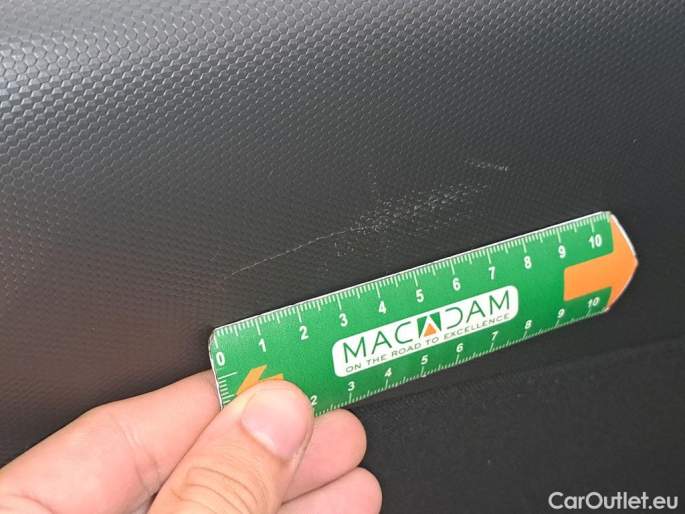 0 1 2 3 4 5 6 7 8 9 10
MACADAM
ON THE ROAD TO EXCELLENCE
2 3 4 5 6 7 8 9 10
CarOutlet.eu